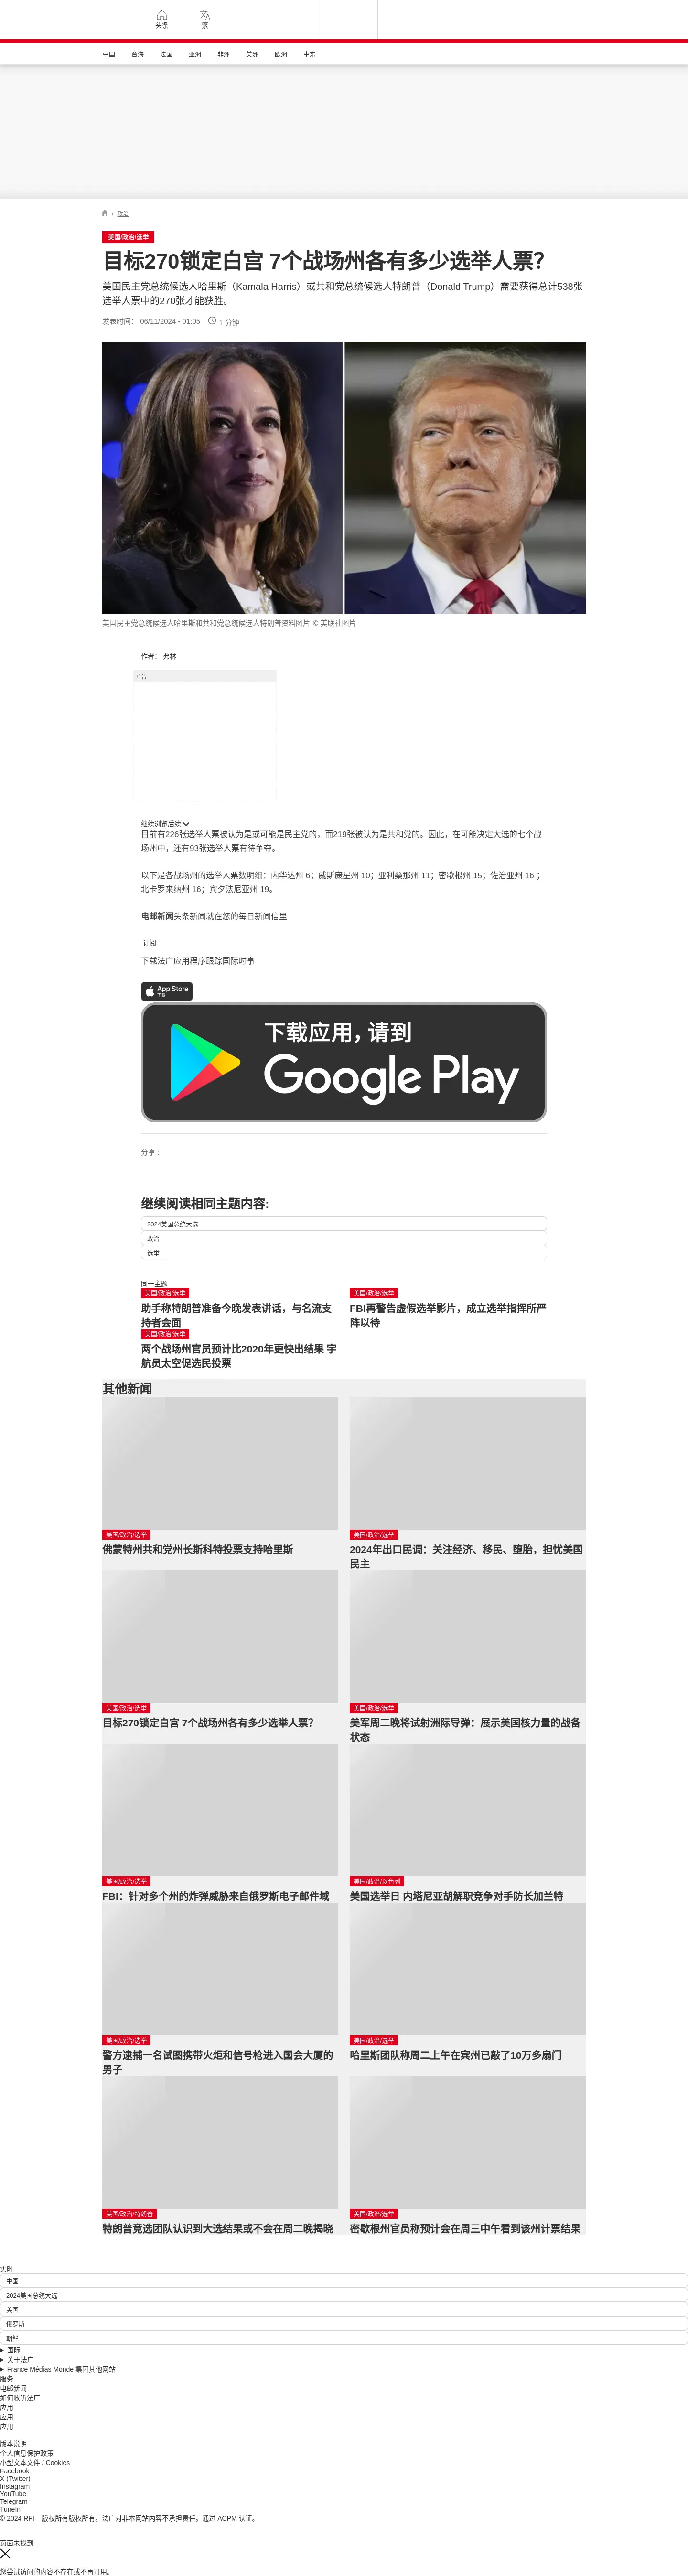 头条
繁
中国 台海 法国 亚洲 非洲 美洲 欧洲 中东
/ 政治
美国/政治/选举
目标270锁定白宫 7个战场州各有多少选举人票？
美国民主党总统候选人哈里斯（Kamala Harris）或共和党总统候选人特朗普（Donald Trump）需要获得总计538张
选举人票中的270张才能获胜。
发表时间： 06/11/2024 - 01:05 1 分钟
美国民主党总统候选人哈里斯和共和党总统候选人特朗普资料图片 © 美联社图片
作者： 弗林
广告
继续浏览后续
目前有226张选举人票被认为是或可能是民主党的，而219张被认为是共和党的。因此，在可能决定大选的七个战
场州中，还有93张选举人票有待争夺。
以下是各战场州的选举人票数明细：内华达州 6；威斯康星州 10；亚利桑那州 11；密歇根州 15；佐治亚州 16；
北卡罗来纳州 16；宾夕法尼亚州 19。
电邮新闻头条新闻就在您的每日新闻信里
订阅
下载法广应用程序跟踪国际时事
App Store
下载
下载应用，请到
Google Play
分享 :
继续阅读相同主题内容:
2024美国总统大选
政治
选举
同一主题
美国/政治/选举
助手称特朗普准备今晚发表讲话，与名流支
持者会面
美国/政治/选举
FBI再警告虚假选举影片，成立选举指挥所严
阵以待
美国/政治/选举
两个战场州官员预计比2020年更快出结果 宇
航员太空促选民投票
其他新闻
美国/政治/选举
佛蒙特州共和党州长斯科特投票支持哈里斯
美国/政治/选举
2024年出口民调：关注经济、移民、堕胎，担忧美国
民主
美国/政治/选举
目标270锁定白宫 7个战场州各有多少选举人票？
美国/政治/选举
美军周二晚将试射洲际导弹：展示美国核力量的战备
状态
美国/政治/选举
FBI：针对多个州的炸弹威胁来自俄罗斯电子邮件域
美国/政治/以色列
美国选举日 内塔尼亚胡解职竞争对手防长加兰特
美国/政治/选举
警方逮捕一名试图携带火炬和信号枪进入国会大厦的
男子
美国/政治/选举
哈里斯团队称周二上午在宾州已敲了10万多扇门
美国/政治/特朗普
特朗普竞选团队认识到大选结果或不会在周二晚揭晓
美国/政治/选举
密歇根州官员称预计会在周三中午看到该州计票结果
实时
中国
2024美国总统大选
美国
俄罗斯
朝鲜
国际
关于法广
France Médias Monde 集团其他网站
服务
电邮新闻
如何收听法广
应用
应用
应用
版本说明
个人信息保护政策
小型文本文件 / Cookies
Facebook
X (Twitter)
Instagram
YouTube
Telegram
TuneIn
© 2024 RFI – 版权所有版权所有。法广对非本网站内容不承担责任。通过 ACPM 认证。
页面未找到
您尝试访问的内容不存在或不再可用。